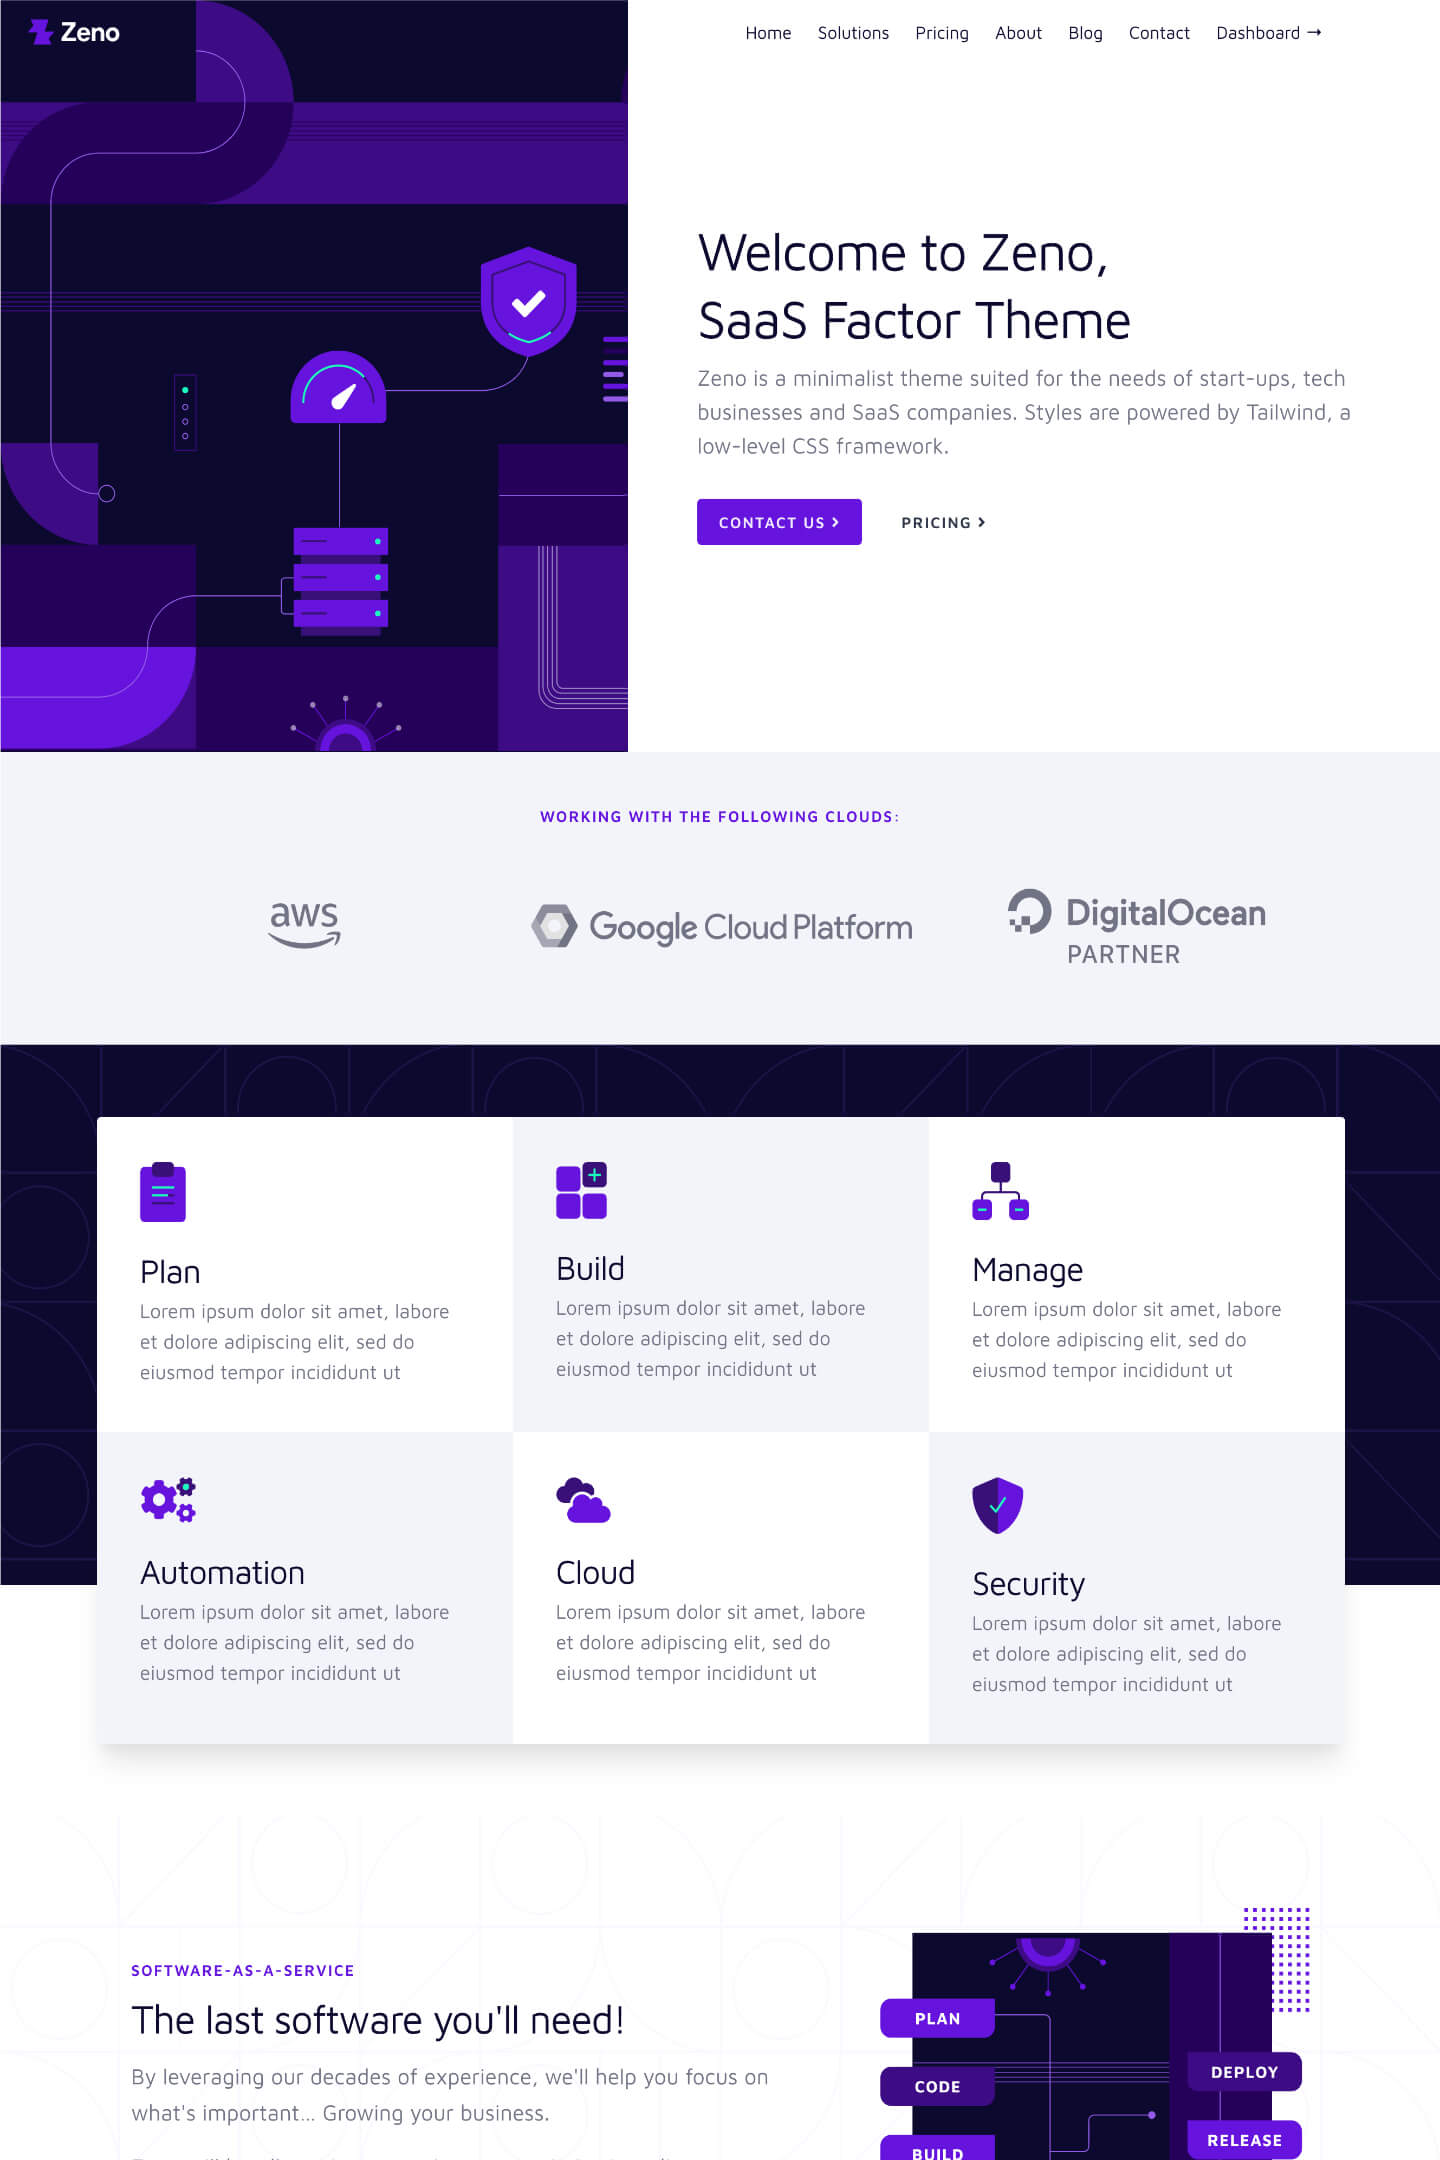 Zeno
Home Solutions Pricing About Blog Contact Dashboard →
Welcome to Zeno,
SaaS Factor Theme
Zeno is a minimalist theme suited for the needs of start-ups, tech
businesses and SaaS companies. Styles are powered by Tailwind, a
low-level CSS framework.
CONTACT US
PRICING
WORKING WITH THE FOLLOWING CLOUDS:
aws
Google Cloud Platform
DigitalOcean
PARTNER
Plan
Lorem ipsum dolor sit amet, labore
et dolore adipiscing elit, sed do
eiusmod tempor incididunt ut
Build
Lorem ipsum dolor sit amet, labore
et dolore adipiscing elit, sed do
eiusmod tempor incididunt ut
Manage
Lorem ipsum dolor sit amet, labore
et dolore adipiscing elit, sed do
eiusmod tempor incididunt ut
Automation
Lorem ipsum dolor sit amet, labore
et dolore adipiscing elit, sed do
eiusmod tempor incididunt ut
Cloud
Lorem ipsum dolor sit amet, labore
et dolore adipiscing elit, sed do
eiusmod tempor incididunt ut
Security
Lorem ipsum dolor sit amet, labore
et dolore adipiscing elit, sed do
eiusmod tempor incididunt ut
SOFTWARE-AS-A-SERVICE
The last software you'll need!
By leveraging our decades of experience, we'll help you focus on
what's important... Growing your business.
PLAN
CODE
BUILD
DEPLOY
RELEASE